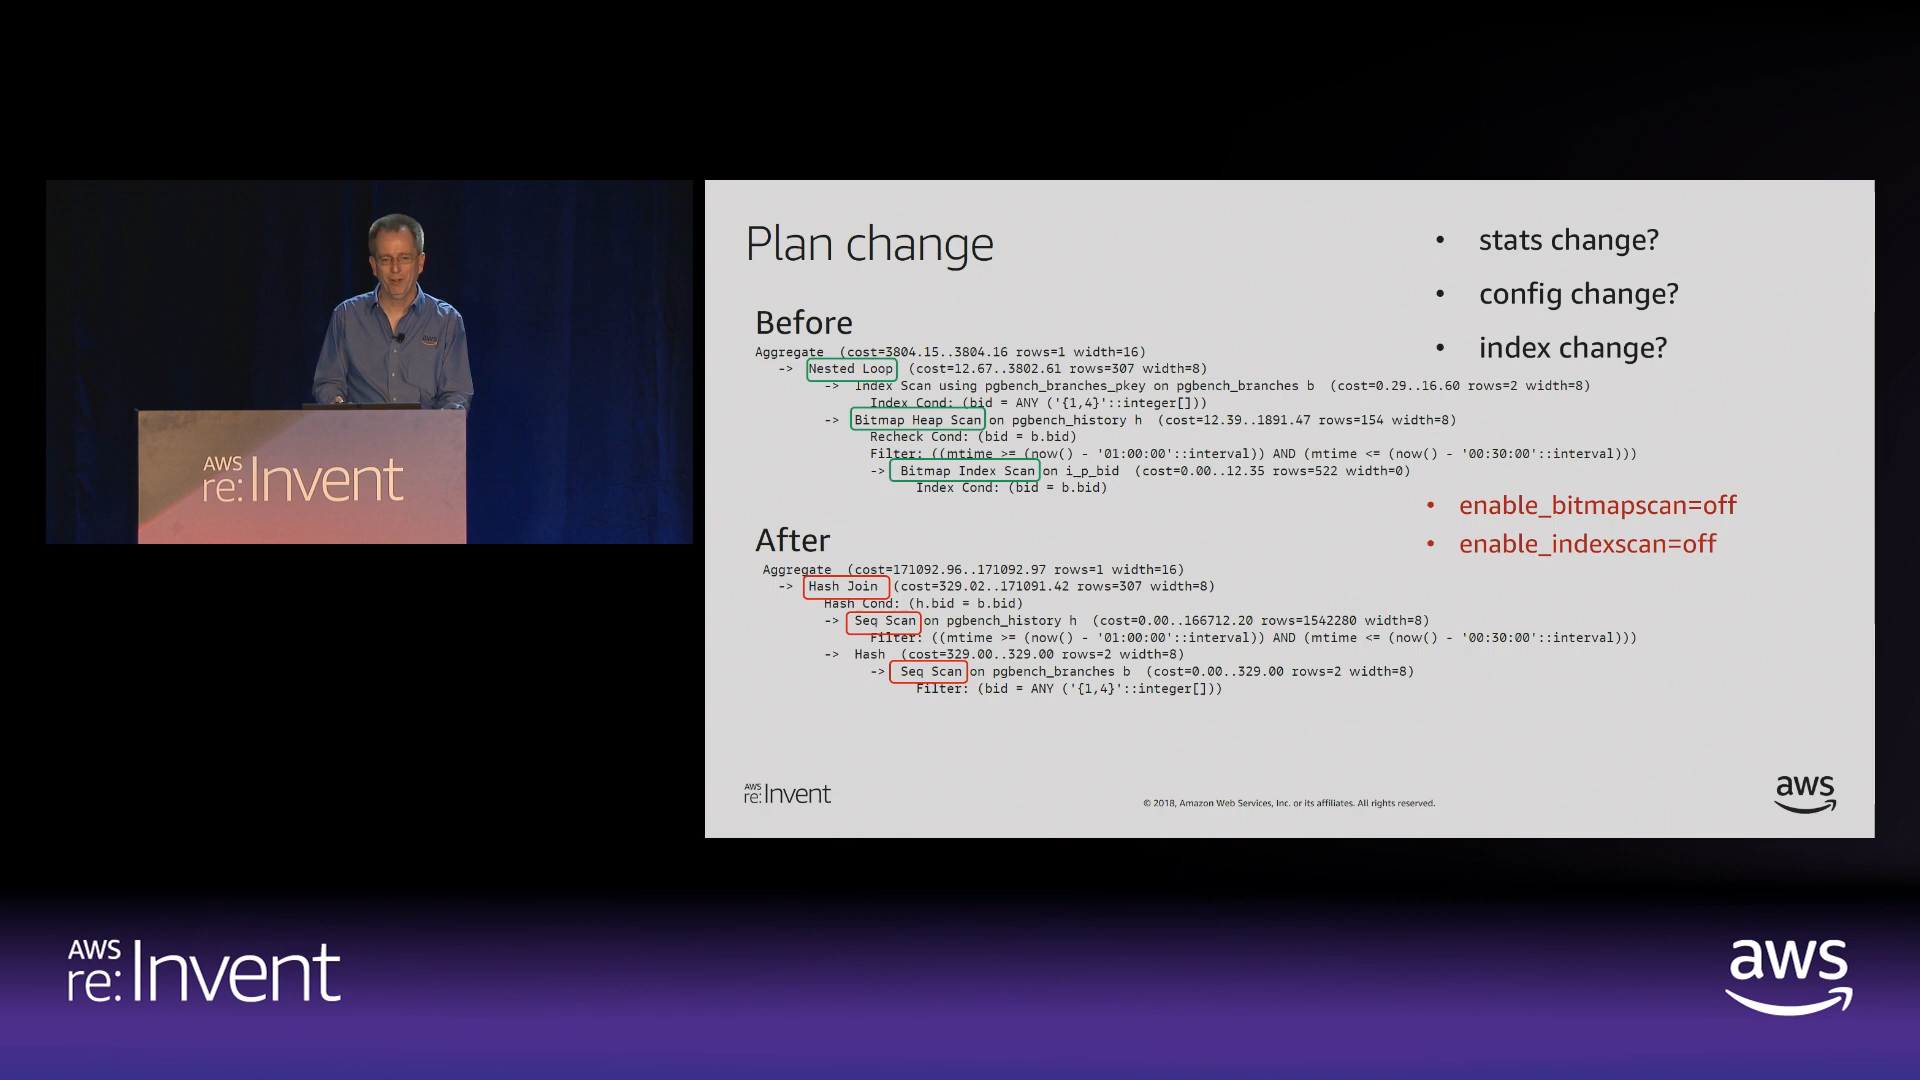 AWS
re:Invent
Plan change
• stats change?
• config change?
• index change?
Before
Aggregate (cost=3804.15..3804.16 rows=1 width=16)
-> Nested Loop (cost=12.67..3802.61 rows=307 width=8)
-> Index Scan using pgbench_branches_pkey on pgbench_branches b (cost=0.29..16.60 rows=2 width=8)
Index Cond: (bid = ANY ('{1,4}'::integer[]))
-> Bitmap Heap Scan on pgbench_history h (cost=12.39..1891.47 rows=154 width=8)
Recheck Cond: (bid = b.bid)
Filter: ((mtime >= (now() - '01:00:00'::interval)) AND (mtime <= (now() - '00:30:00'::interval)))
-> Bitmap Index Scan on i_p_bid (cost=0.00..12.35 rows=522 width=0)
Index Cond: (bid = b.bid)
• enable_bitmapscan=off
• enable_indexscan=off
After
Aggregate (cost=171092.96..171092.97 rows=1 width=16)
-> Hash Join (cost=329.02..171091.42 rows=307 width=8)
Hash Cond: (h.bid = b.bid)
-> Seq Scan on pgbench_history h (cost=0.00..166712.20 rows=1542280 width=8)
Filter: ((mtime >= (now() - '01:00:00'::interval)) AND (mtime <= (now() - '00:30:00'::interval)))
-> Hash (cost=329.00..329.00 rows=2 width=8)
-> Seq Scan on pgbench_branches b (cost=0.00..329.00 rows=2 width=8)
Filter: (bid = ANY ('{1,4}'::integer[]))
AWS
re:Invent
© 2018, Amazon Web Services, Inc. or its affiliates. All rights reserved.
aws
AWS
re:Invent
aws